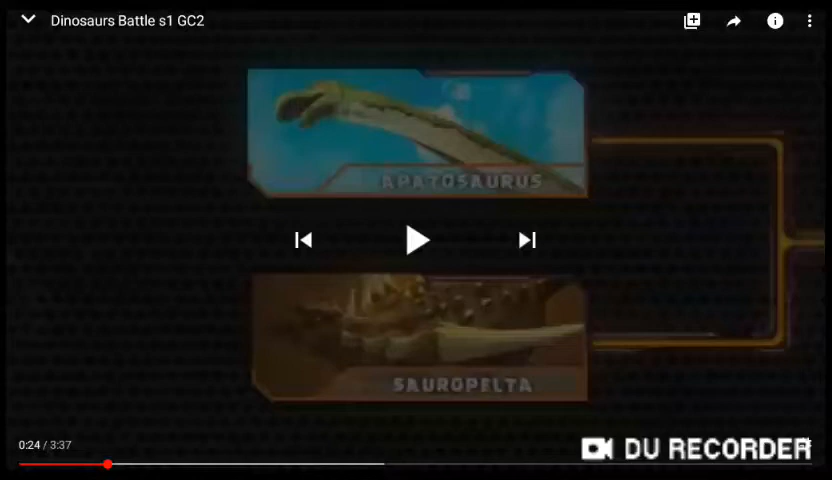 Dinosaurs Battle s1 GC2
APATOSAURUS
SAUROPELTA
0:24 / 3:37
DU RECORDER